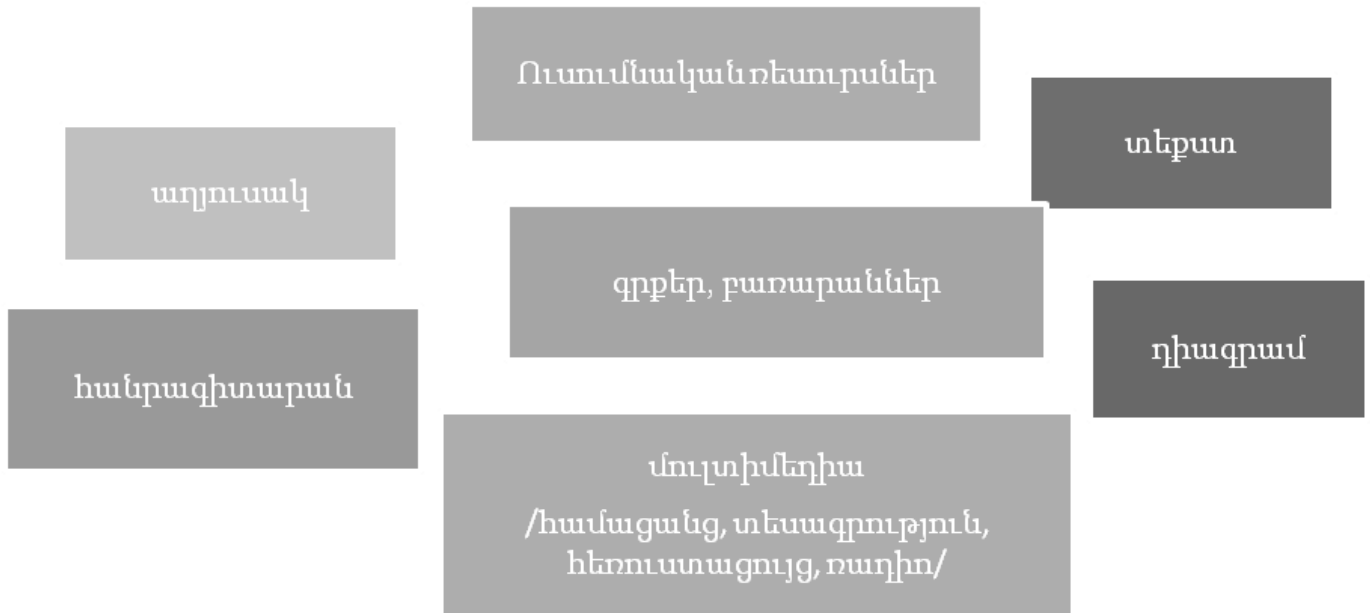 Ուսումնական ռեսուրսներ
տեքստ
աղյուսակ
գրքեր, բառարաններ
դիագրամ
հանրագիտարան
մուլտիմեդիա
/համացանց, տեսագրություն,
հեռուստացույց, ռադիո/